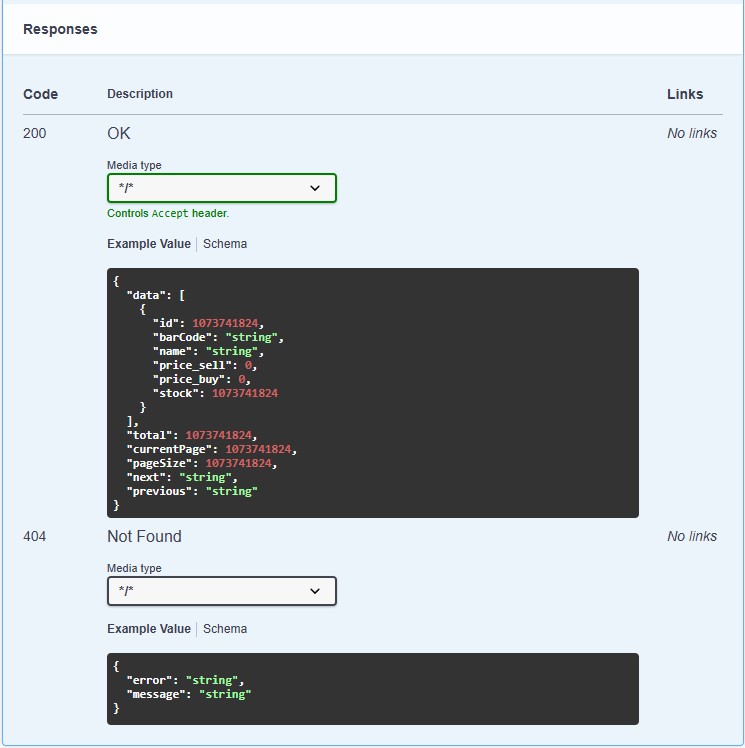 Responses
Code Description Links
200 OK No links
Media type
*/*
Controls Accept header.
Example Value Schema
{
  "data": [
    {
      "id": 1073741824,
      "barCode": "string",
      "name": "string",
      "price_sell": 0,
      "price_buy": 0,
      "stock": 1073741824
    }
  ],
  "total": 1073741824,
  "currentPage": 1073741824,
  "pageSize": 1073741824,
  "next": "string",
  "previous": "string"
}
404 Not Found No links
Media type
*/*
Example Value Schema
{
  "error": "string",
  "message": "string"
}